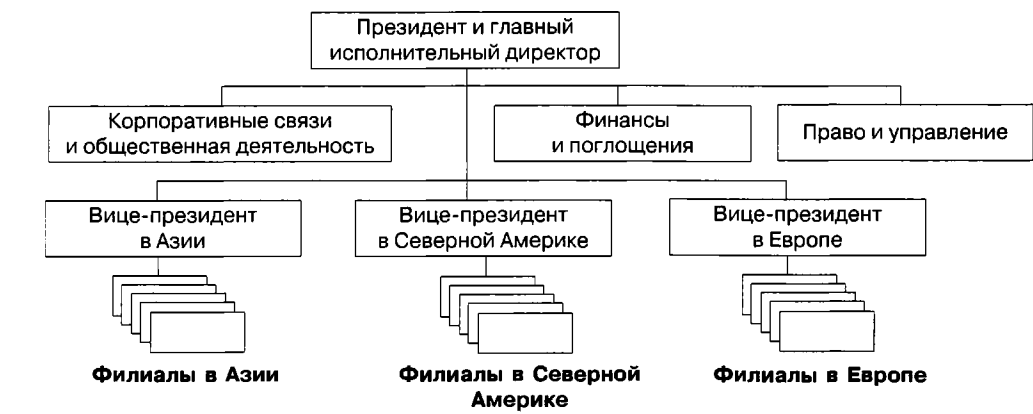 Президент и главный
исполнительный директор
Корпоративные связи
и общественная деятельность
Финансы
и поглощения
Право и управление
Вице-президент
в Азии
Вице-президент
в Северной Америке
Вице-президент
в Европе
Филиалы в Азии
Филиалы в Северной
Америке
Филиалы в Европе